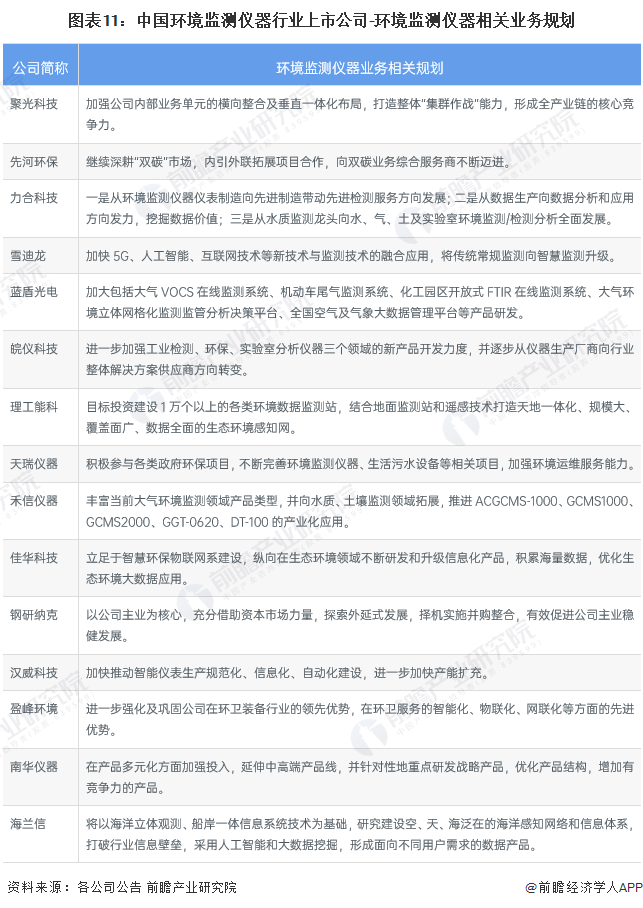 图表11：中国环境监测仪器行业上市公司-环境监测仪器相关业务规划
公司简称 环境监测仪器业务相关规划
聚光科技 加强公司内部业务单元的横向整合及垂直一体化布局，打造整体“集群作战”能力，形成全产业链的核心竞
争力。
先河环保 继续深耕“双碳”市场，内引外联拓展项目合作，向双碳业务综合服务商不断迈进。
力合科技 一是从环境监测仪器仪表制造向先进制造带动先进检测服务方向发展；二是从数据生产向数据分析和应用
方向发力，挖掘数据价值；三是从水质监测龙头向水、气、土及实验室环境监测/检测分析全面发展。
雪迪龙 加快 5G、人工智能、互联网技术等新技术与监测技术的融合应用，将传统常规监测向智慧监测升级。
蓝盾光电 加大包括大气 VOCS 在线监测系统、机动车尾气监测系统、化工园区开放式 FTIR 在线监测系统、大气环
境立体网格化监测监管分析决策平台、全国空气及气象大数据管理平台等产品研发。
皖仪科技 进一步加强工业检测、环保、实验室分析仪器三个领域的新产品开发力度，并逐步从仪器生产厂商向行业
整体解决方案供应商方向转变。
理工能科 目标投资建设 1 万个以上的各类环境数据监测站，结合地面监测站和遥感技术打造天地一体化、规模大、
覆盖面广、数据全面的生态环境感知网。
天瑞仪器 积极参与各类政府环保项目，不断完善环境监测仪器、生活污水设备等相关项目，加强环境运维服务能力。
禾信仪器 丰富当前大气环境监测领域产品类型，并向水质、土壤监测领域拓展，推进 ACGCMS-1000、GCMS1000、
GCMS2000、GGT-0620、DT-100 的产业化应用。
佳华科技 立足于智慧环保物联网系建设，纵向在生态环境领域不断研发和升级信息化产品，积累海量数据，优化生
态环境大数据应用。
钢研纳克 以公司主业为核心，充分借助资本市场力量，探索外延式发展，择机实施并购整合，有效促进公司主业稳
健发展。
汉威科技 加快推动智能仪表生产规范化、信息化、自动化建设，进一步加快产能扩充。
盈峰环境 进一步强化及巩固公司在环卫装备行业的领先优势，在环卫服务的智能化、物联化、网联化等方面的先进
优势。
南华仪器 在产品多元化方面加强投入，延伸中高端产品线，并针对性地重点研发战略产品，优化产品结构，增加有
竞争力的产品。
海兰信 将以海洋立体观测、船岸一体信息系统技术为基础，研究建设空、天、海泛在的海洋感知网络和信息体系，
打破行业信息壁垒，采用人工智能和大数据挖掘，形成面向不同用户需求的数据产品。
资料来源：各公司公告 前瞻产业研究院 @前瞻经济学人APP